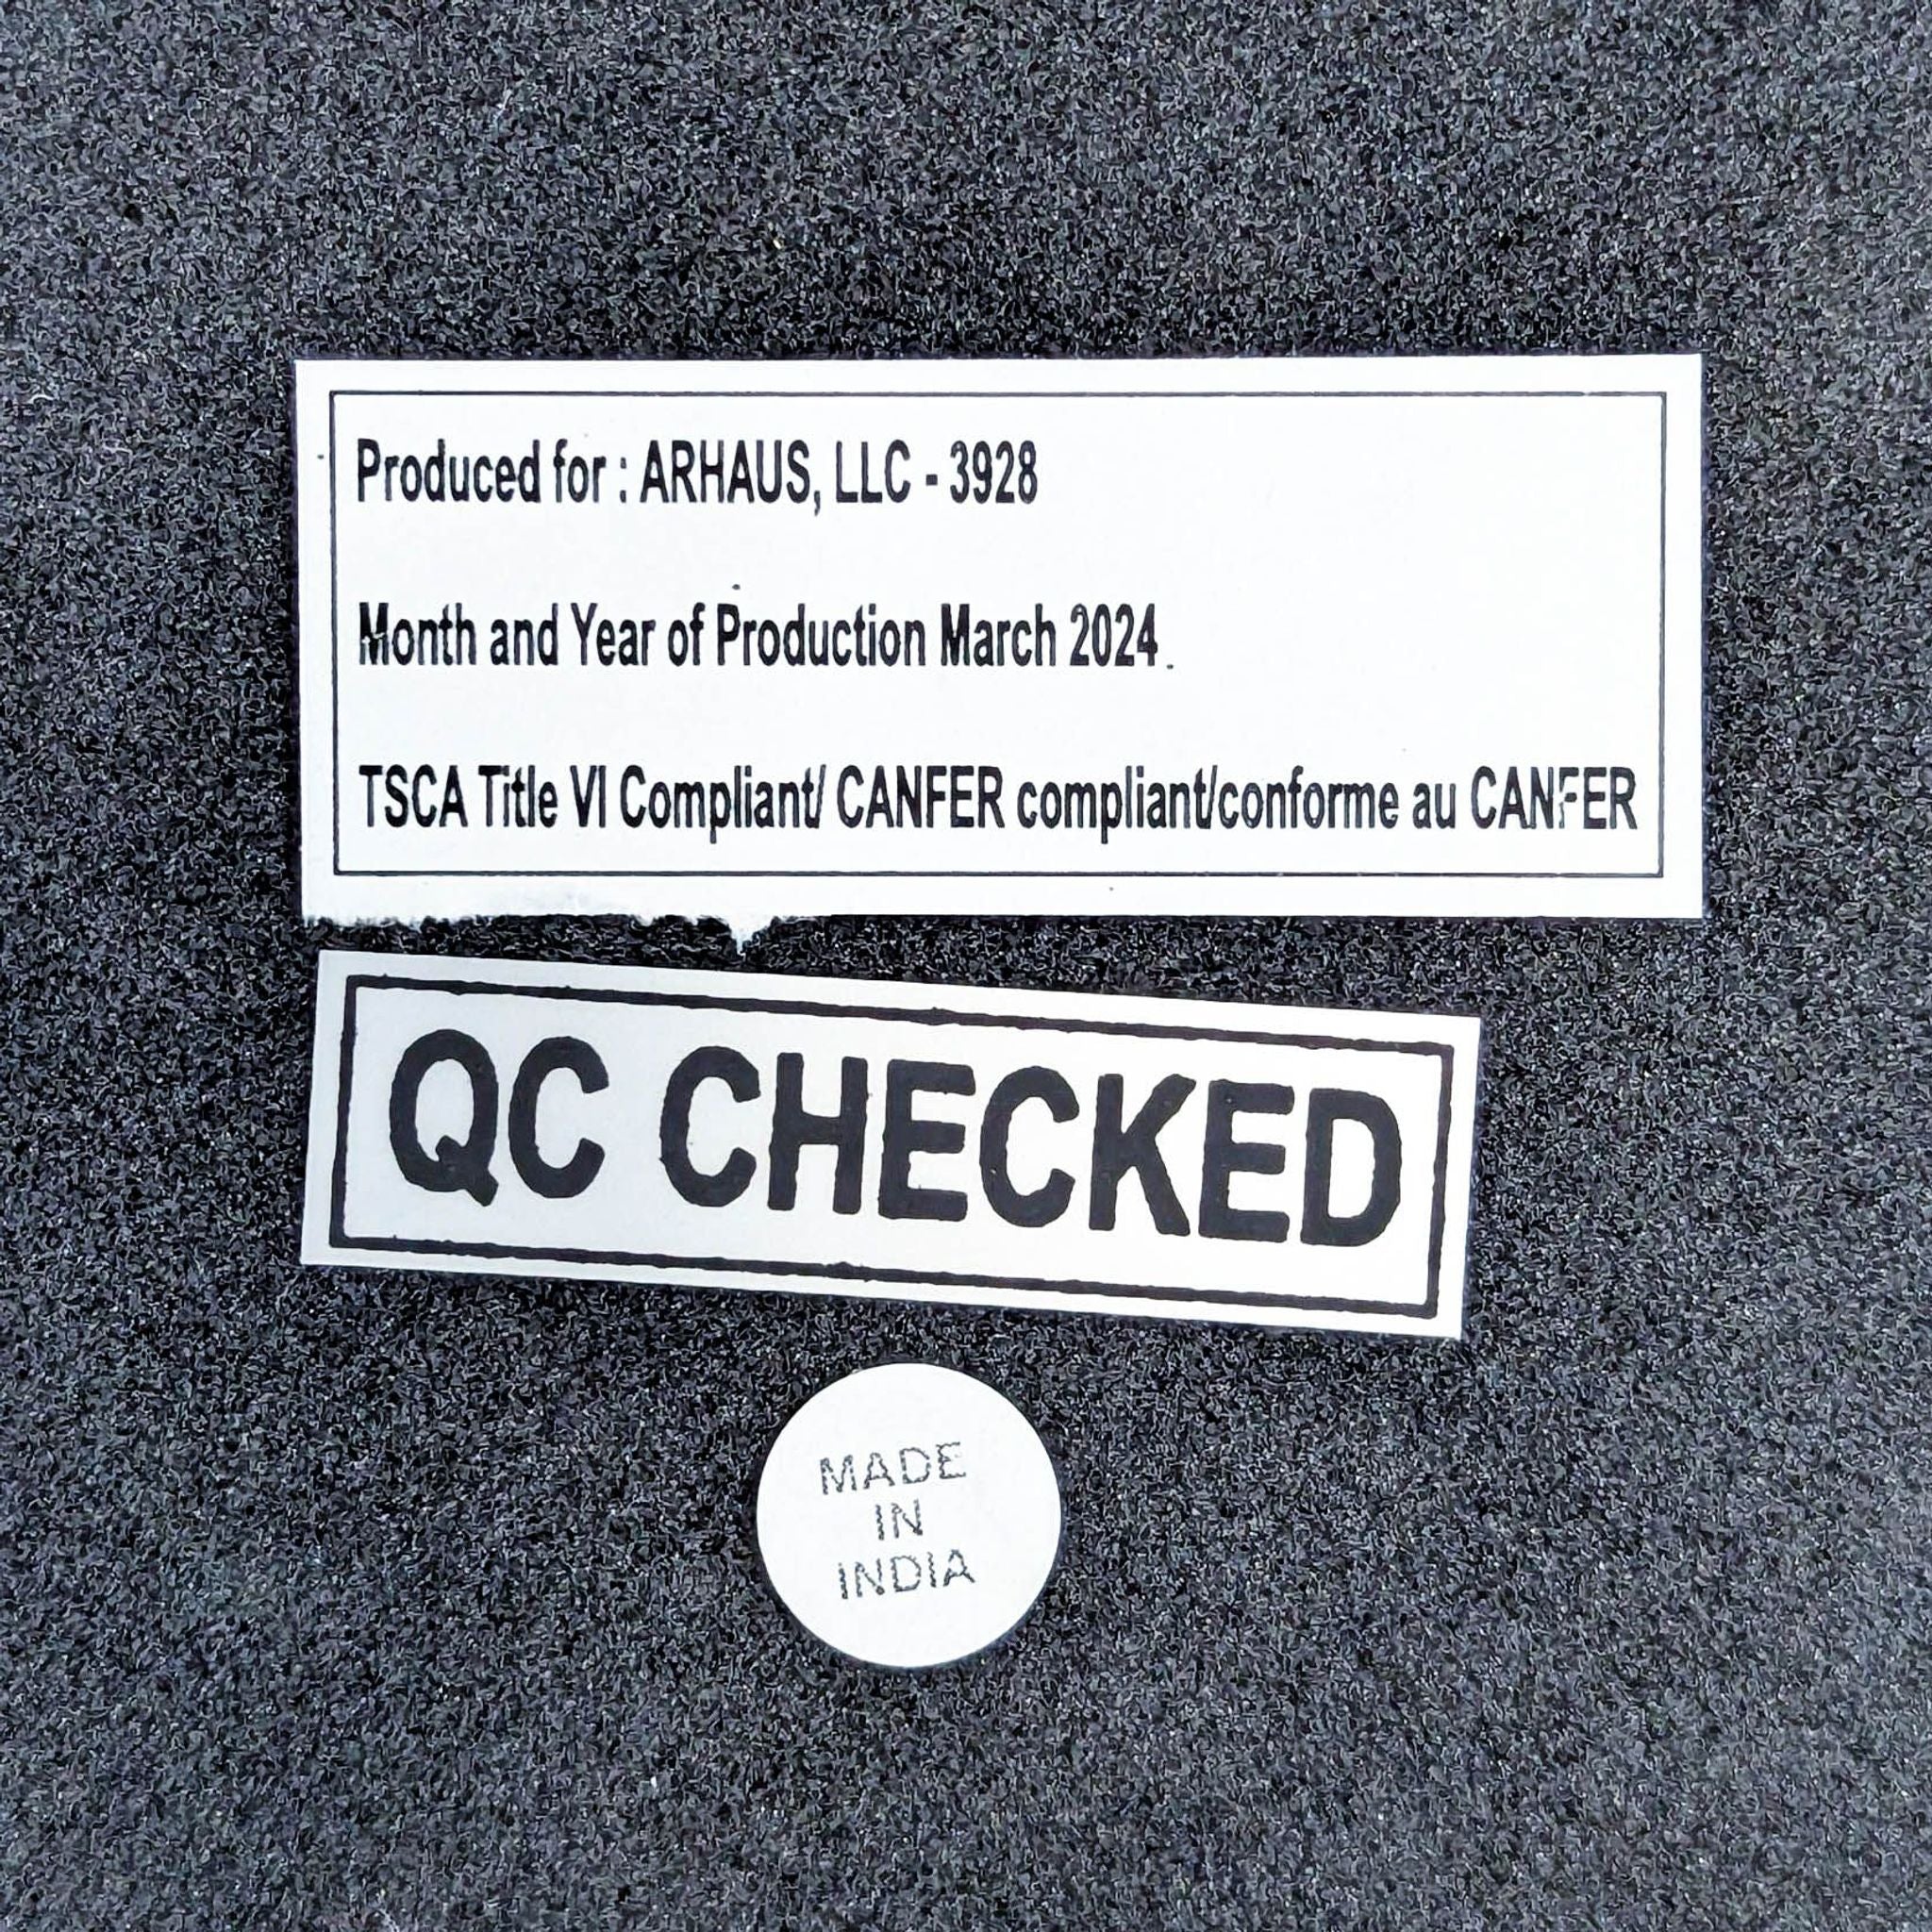 Produced for : ARHAUS, LLC - 3928
Month and Year of Production March 2024.
TSCA Title VI Compliant/ CANFER compliant/conforme au CANFER
QC CHECKED
MADE
IN
INDIA